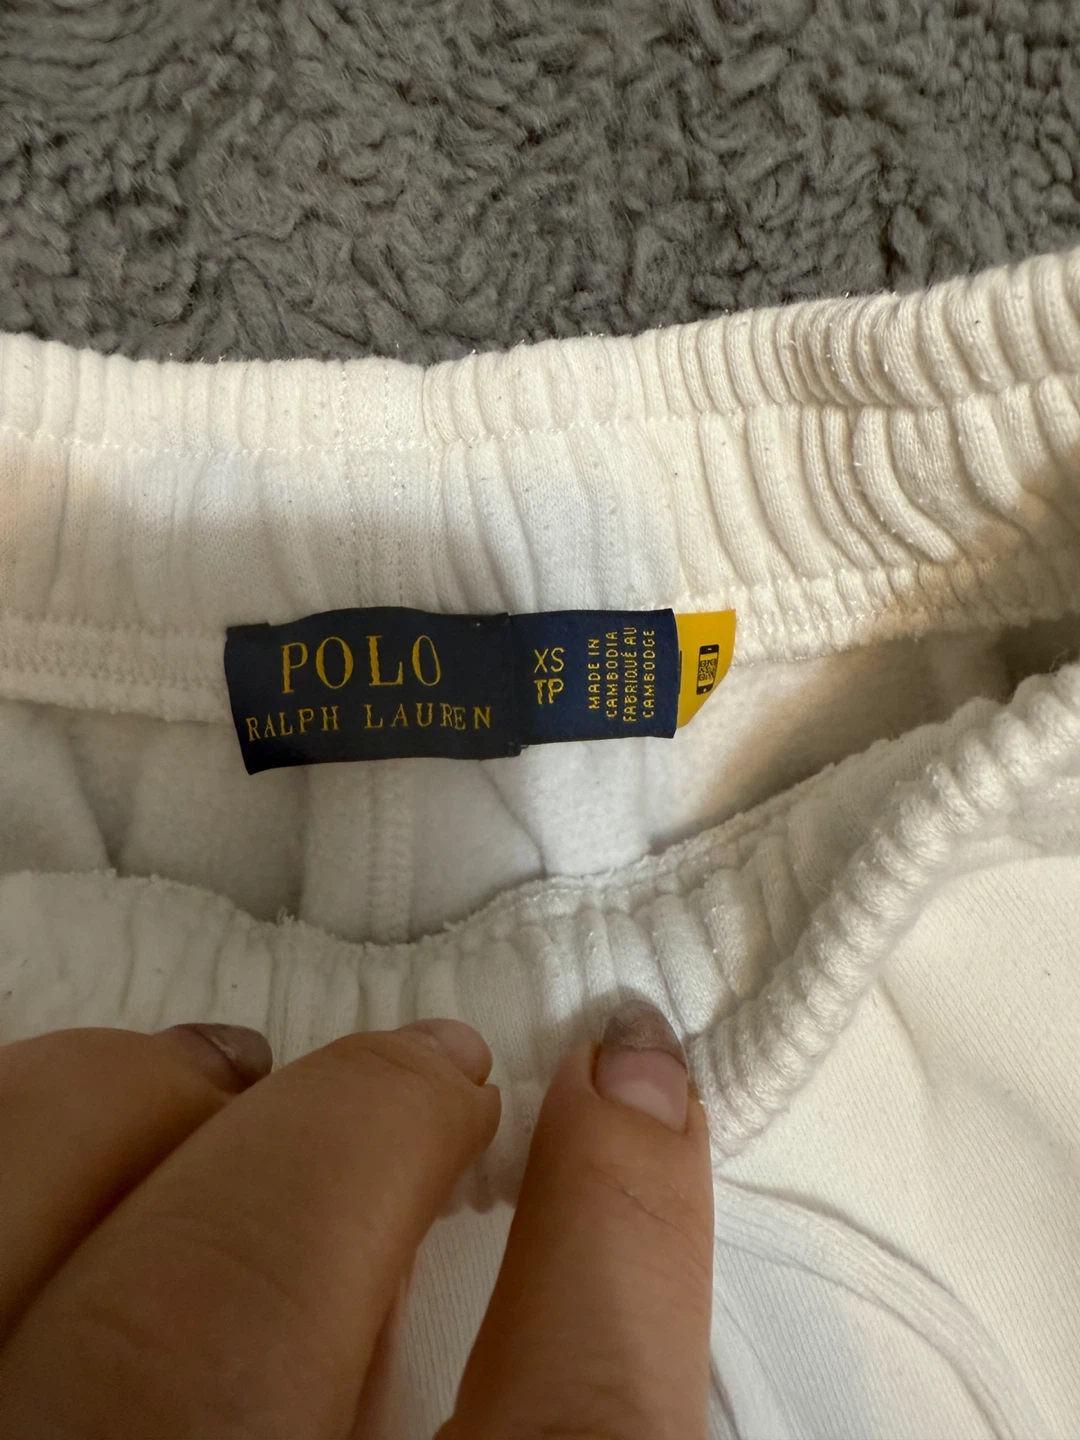 POLO
RALPH LAUREN
XS
TP
MADE IN
CAMBODIA
FABRIQUÉ AU
CAMBODGE